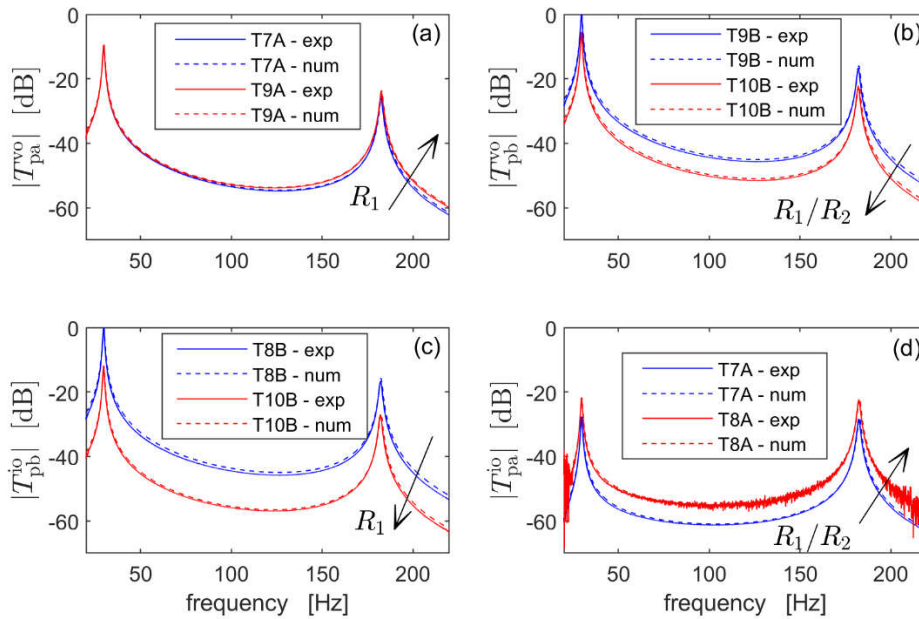 (a)
0
-20
-40
-60
|T_pa^vo| [dB]
T7A - exp
T7A - num
T9A - exp
T9A - num
R_1
50 100 150 200
(b)
0
-20
-40
-60
|T_pb^vo| [dB]
T9B - exp
T9B - num
T10B - exp
T10B - num
R_1/R_2
50 100 150 200
(c)
0
-20
-40
-60
|T_pb^io| [dB]
T8B - exp
T8B - num
T10B - exp
T10B - num
R_1
50 100 150 200
frequency [Hz]
(d)
0
-20
-40
-60
|T_pa^io| [dB]
T7A - exp
T7A - num
T8A - exp
T8A - num
R_1/R_2
50 100 150 200
frequency [Hz]